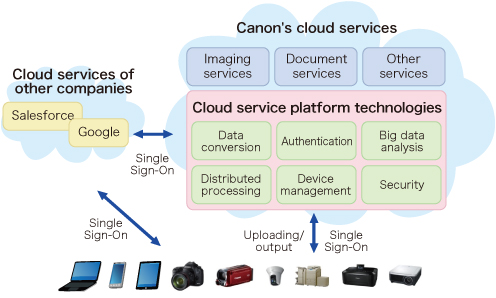 Canon's cloud services
Imaging
services
Document
services
Other
services
Cloud services of
other companies
Salesforce
Google
Cloud service platform technologies
Data
conversion
Authentication
Big data
analysis
Distributed
processing
Device
management
Security
Single
Sign-On
Single
Sign-On
Uploading/
output
Single
Sign-On